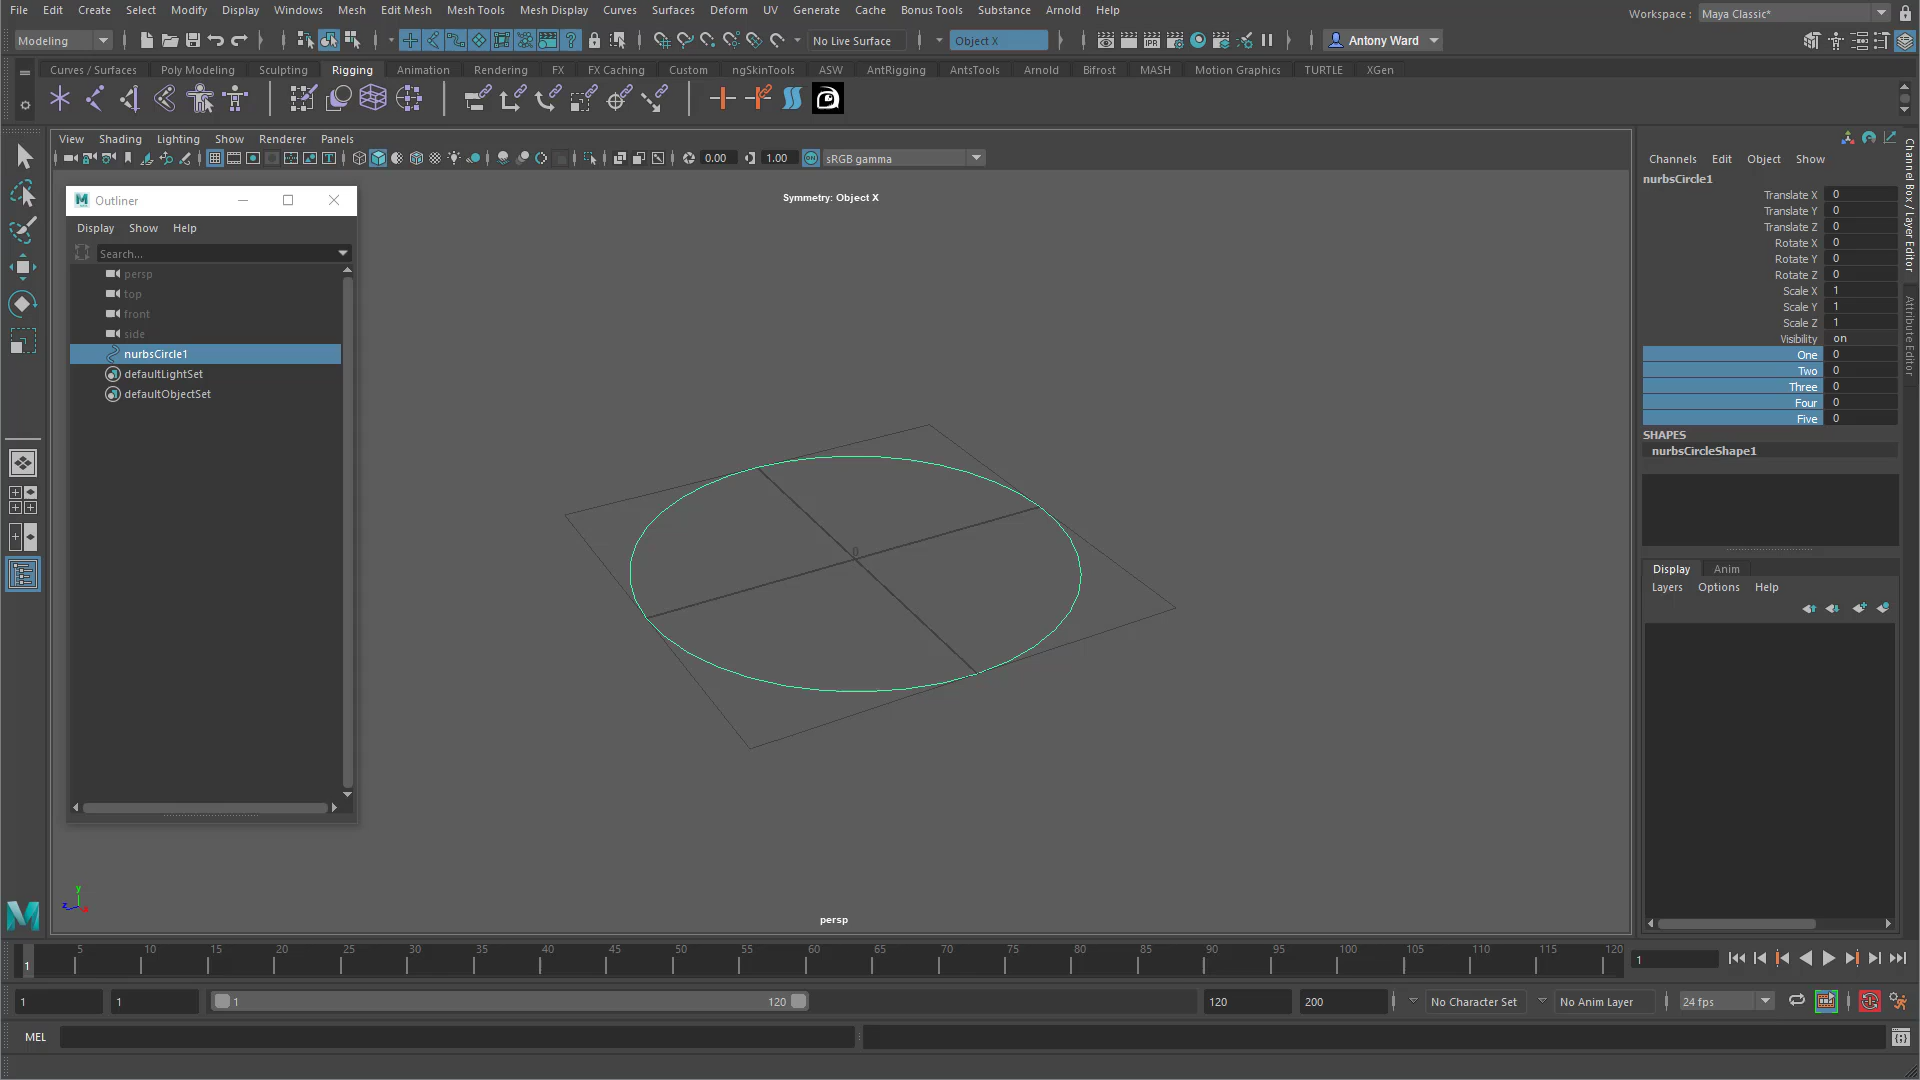 File Edit Create Select Modify Display Windows Mesh Edit Mesh Mesh Tools Mesh Display Curves Surfaces Deform UV Generate Cache Bonus Tools Substance Arnold Help
Workspace : Maya Classic*
Modeling No Live Surface Object X Antony Ward
Curves / Surfaces Poly Modeling Sculpting Rigging Animation Rendering FX FX Caching Custom ngSkinTools ASW AntRigging AntsTools Arnold Bifrost MASH Motion Graphics TURTLE XGen
View Shading Lighting Show Renderer Panels
0.00 1.00 sRGB gamma
Symmetry: Object X
Outliner
Display Show Help
Search...
persp
top
front
side
nurbsCircle1
defaultLightSet
defaultObjectSet
0
y
z
persp
Channels Edit Object Show
nurbsCircle1
Translate X 0
Translate Y 0
Translate Z 0
Rotate X 0
Rotate Y 0
Rotate Z 0
Scale X 1
Scale Y 1
Scale Z 1
Visibility on
One 0
Two 0
Three 0
Four 0
Five 0
SHAPES
nurbsCircleShape1
Display Anim
Layers Options Help
Channel Box / Layer Editor
Attribute Editor
1 5 10 15 20 25 30 35 40 45 50 55 60 65 70 75 80 85 90 95 100 105 110 115 120
1
1 1 1 120 120 200 No Character Set No Anim Layer 24 fps
MEL